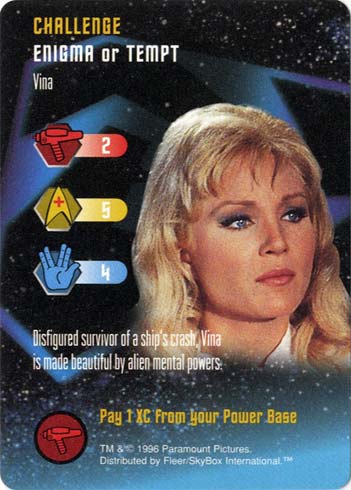 CHALLENGE
ENIGMA or TEMPT
Vina
2
5
4
Disfigured survivor of a ship's crash, Vina
is made beautiful by alien mental powers.
Pay 1 XC from your Power Base
TM & © 1996 Paramount Pictures.
Distributed by Fleer/SkyBox International.™